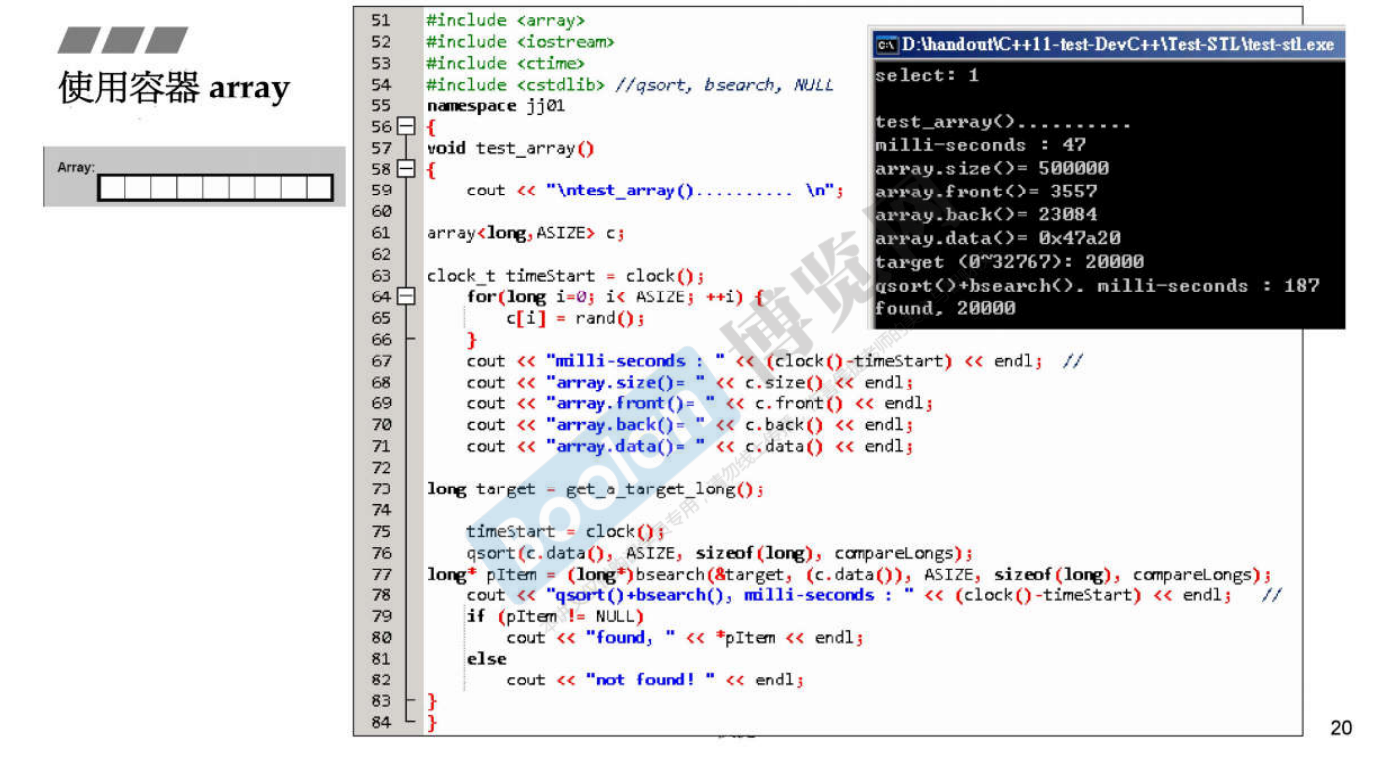 使用容器 array
Array:
51 #include <array>
52 #include <iostream>
53 #include <ctime>
54 #include <cstdlib> //qsort, bsearch, NULL
55 namespace jj01
56 {
57 void test_array()
58 {
59 cout << "\ntest_array().......... \n";
60
61 array<long,ASIZE> c;
62
63 clock_t timeStart = clock();
64 for(long i=0; i< ASIZE; ++i) {
65 c[i] = rand();
66 }
67 cout << "milli-seconds : " << (clock()-timeStart) << endl; //
68 cout << "array.size()= " << c.size() << endl;
69 cout << "array.front()= " << c.front() << endl;
70 cout << "array.back()= " << c.back() << endl;
71 cout << "array.data()= " << c.data() << endl;
72
73 long target = get_a_target_long();
74
75 timeStart = clock();
76 qsort(c.data(), ASIZE, sizeof(long), compareLongs);
77 long* pItem = (long*)bsearch(&target, (c.data()), ASIZE, sizeof(long), compareLongs);
78 cout << "qsort()+bsearch(), milli-seconds : " << (clock()-timeStart) << endl; //
79 if (pItem != NULL)
80 cout << "found, " << *pItem << endl;
81 else
82 cout << "not found! " << endl;
83 }
84 }
D:\handout\C++11-test-DevC++\Test-STL\test-stl.exe
select: 1
test_array()..........
milli-seconds : 47
array.size()= 500000
array.front()= 3557
array.back()= 23084
array.data()= 0x47a20
target (0~32767): 20000
qsort()+bsearch(), milli-seconds : 187
found, 20000
Boolan 博览网
20